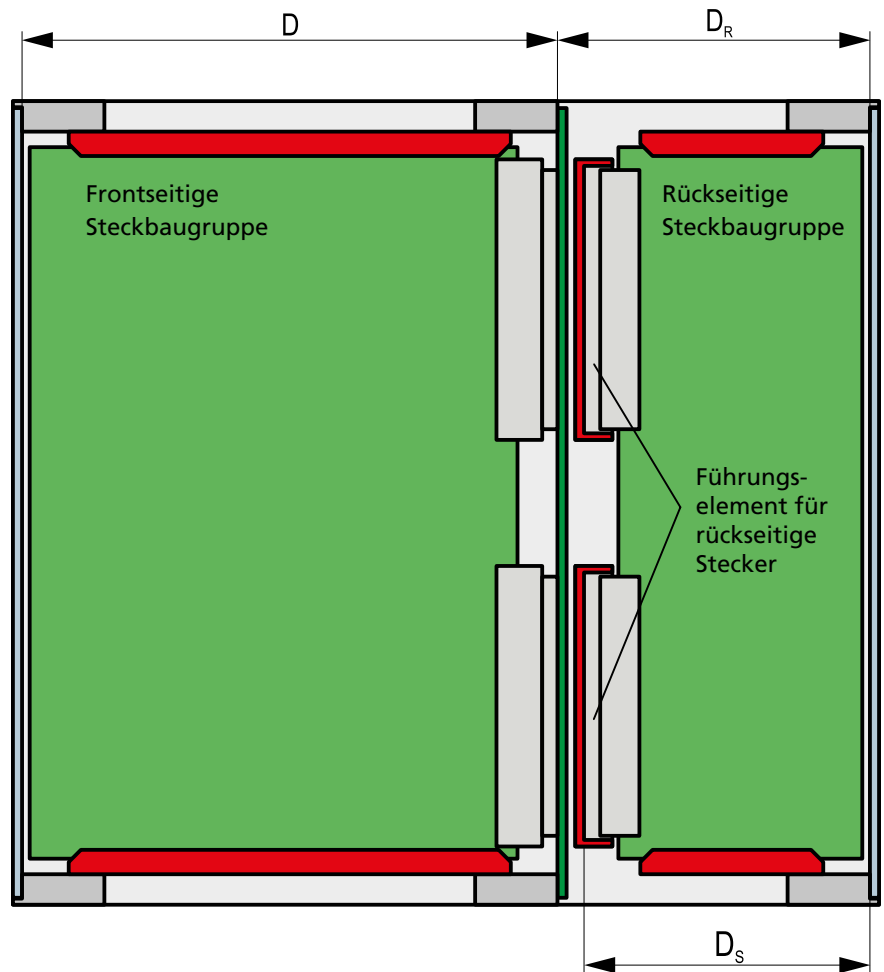 D
D_R
Frontseitige
Steckbaugruppe
Rückseitige
Steckbaugruppe
Führungs-
element für
rückseitige
Stecker
D_S